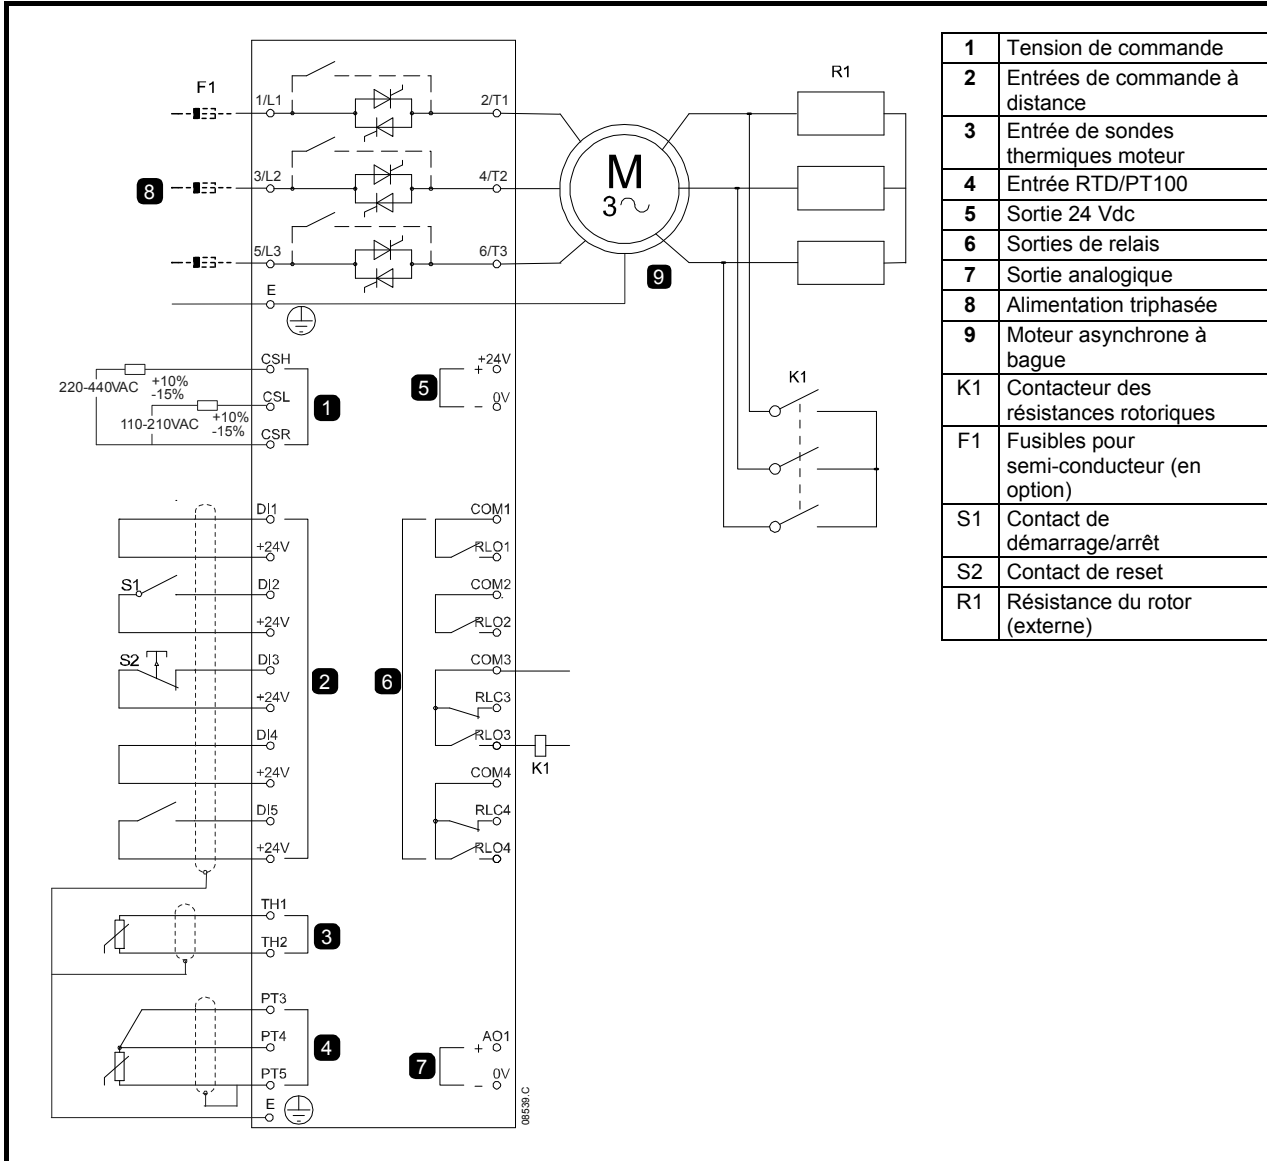 F1
1/L1
2/T1
3/L2
4/T2
5/L3
6/T3
8
E
M
3
9
R1
K1
CSH
220-440VAC
+10%
-15%
CSL
110-210VAC
+10%
-15%
CSR
1
+24V
+
5
0V
-
DI1
+24V
S1
DI2
+24V
S2
DI3
+24V
DI4
+24V
DI5
+24V
2
COM1
RLO1
COM2
RLO2
COM3
RLC3
RLO3
K1
COM4
RLC4
RLO4
6
TH1
TH2
3
PT3
PT4
PT5
4
E
AO1
+
7
0V
-
08539.C
1 Tension de commande
2 Entrées de commande à
distance
3 Entrée de sondes
thermiques moteur
4 Entrée RTD/PT100
5 Sortie 24 Vdc
6 Sorties de relais
7 Sortie analogique
8 Alimentation triphasée
9 Moteur asynchrone à
bague
K1 Contacteur des
résistances rotoriques
F1 Fusibles pour
semi-conducteur (en
option)
S1 Contact de
démarrage/arrêt
S2 Contact de reset
R1 Résistance du rotor
(externe)